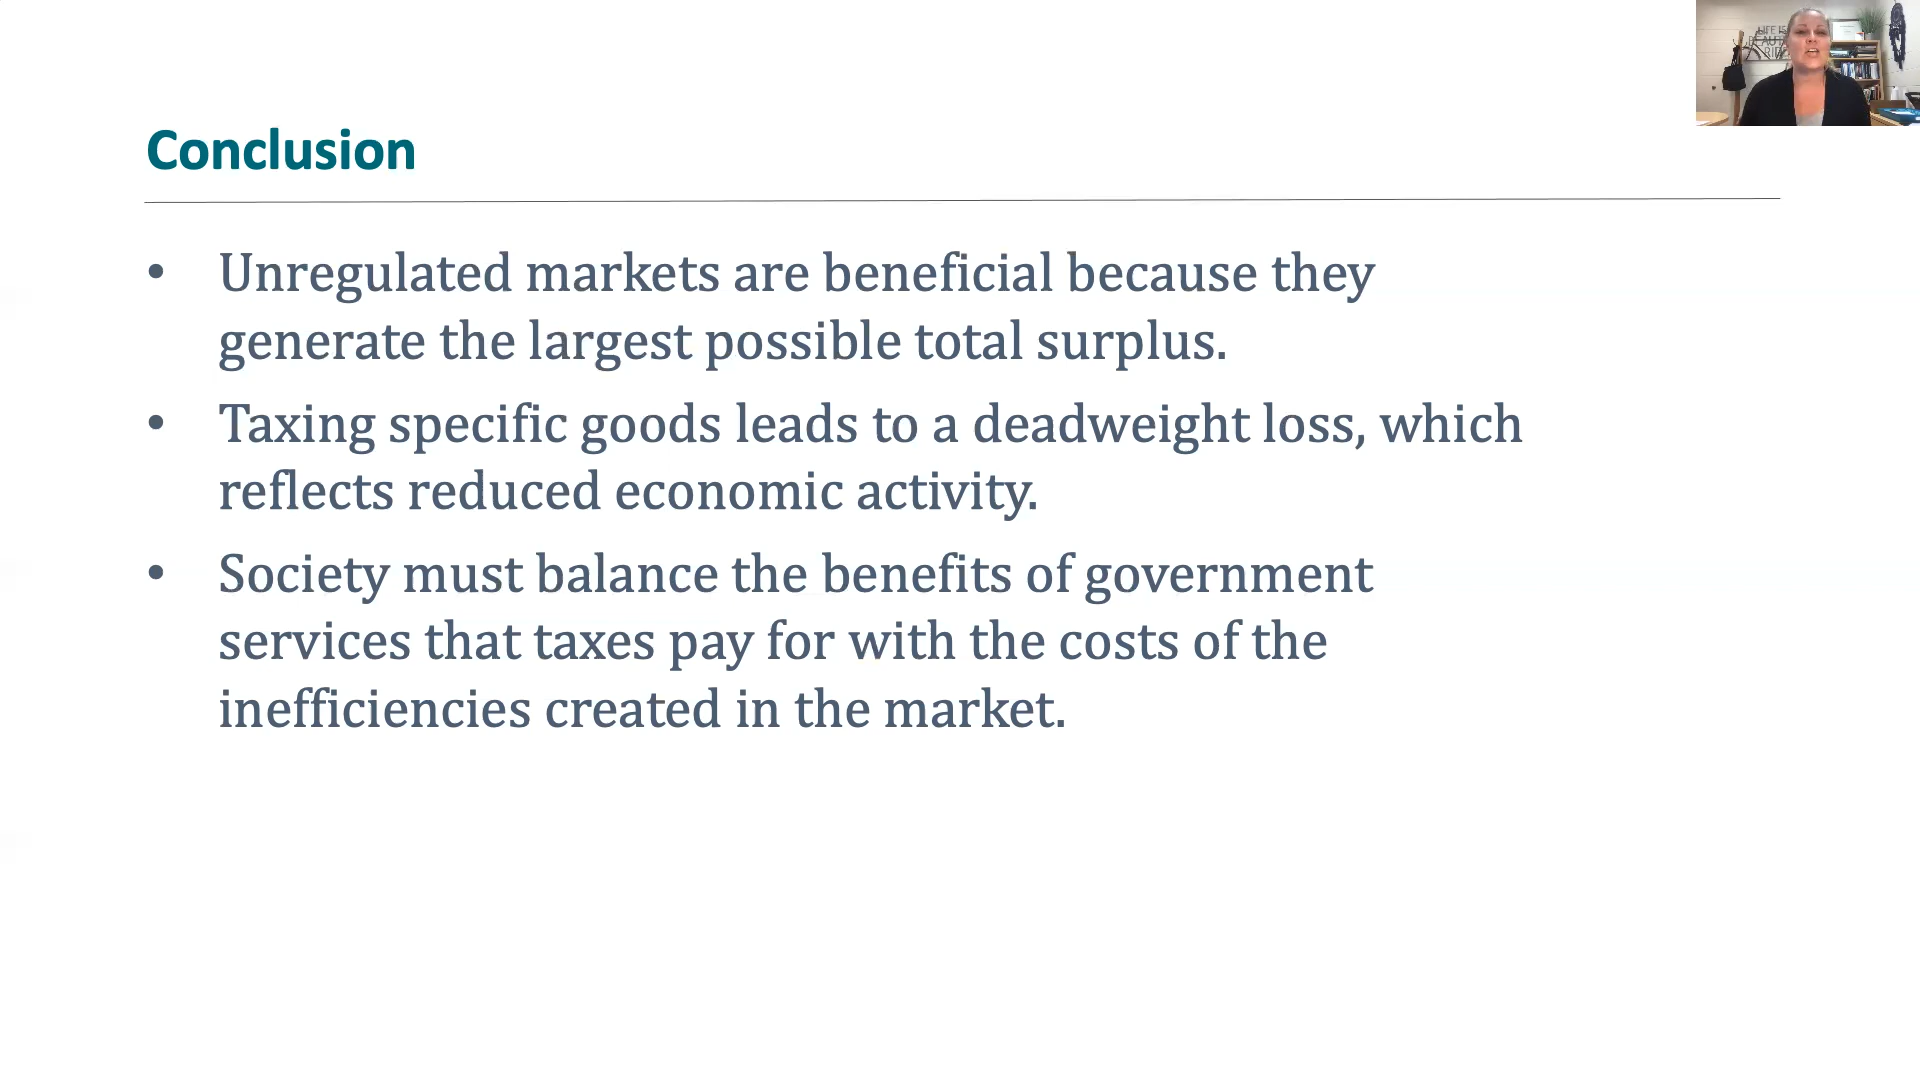 LIFE IS
Conclusion
• Unregulated markets are beneficial because they
generate the largest possible total surplus.
• Taxing specific goods leads to a deadweight loss, which
reflects reduced economic activity.
• Society must balance the benefits of government
services that taxes pay for with the costs of the
inefficiencies created in the market.